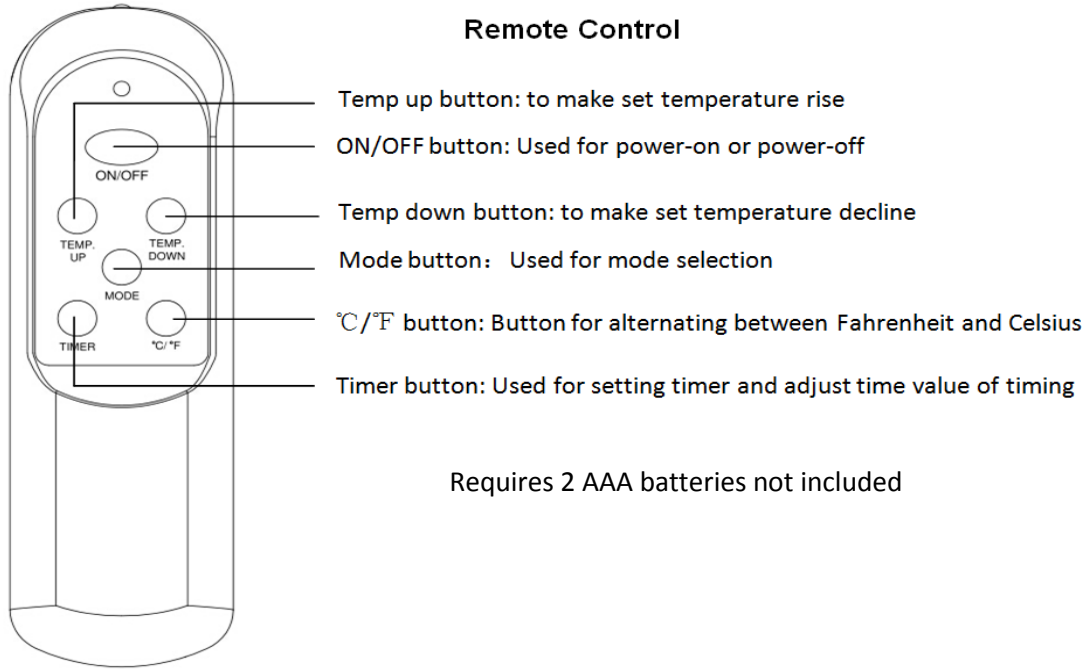 Remote Control
Temp up button: to make set temperature rise
ON/OFF button: Used for power-on or power-off
ON/OFF
Temp down button: to make set temperature decline
TEMP.
UP
TEMP.
DOWN
Mode button： Used for mode selection
MODE
℃/℉ button: Button for alternating between Fahrenheit and Celsius
TIMER
°C/°F
Timer button: Used for setting timer and adjust time value of timing
Requires 2 AAA batteries not included